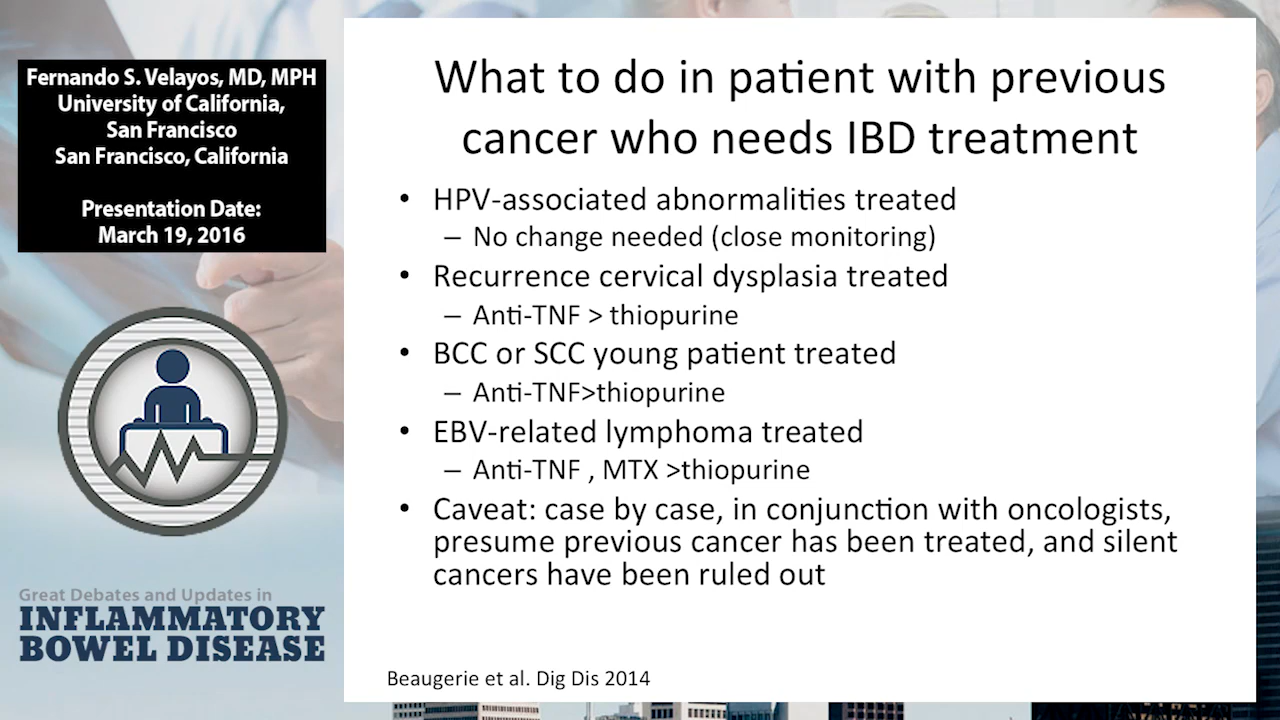 Fernando S. Velayos, MD, MPH
University of California,
San Francisco
San Francisco, California
Presentation Date:
March 19, 2016
Great Debates and Updates in
INFLAMMATORY
BOWEL DISEASE
What to do in patient with previous
cancer who needs IBD treatment
• HPV-associated abnormalities treated
– No change needed (close monitoring)
• Recurrence cervical dysplasia treated
– Anti-TNF > thiopurine
• BCC or SCC young patient treated
– Anti-TNF>thiopurine
• EBV-related lymphoma treated
– Anti-TNF , MTX >thiopurine
• Caveat: case by case, in conjunction with oncologists,
presume previous cancer has been treated, and silent
cancers have been ruled out
Beaugerie et al. Dig Dis 2014